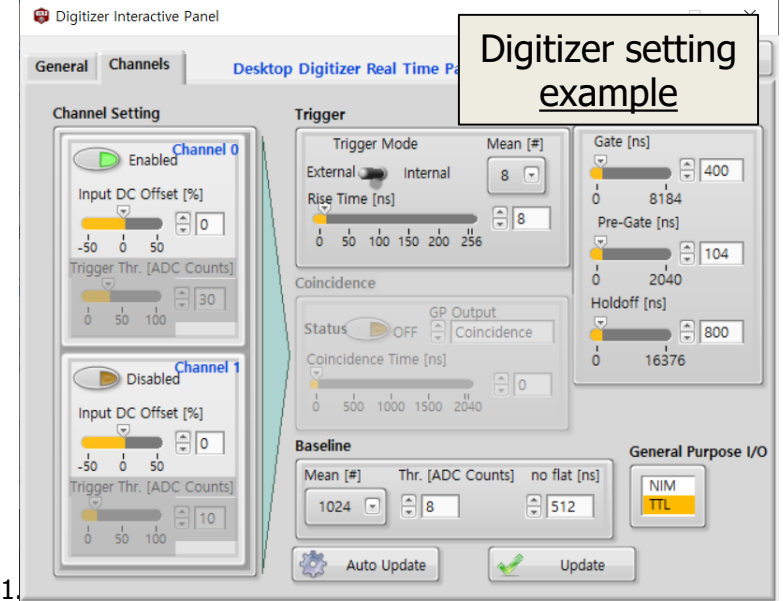 Digitizer Interactive Panel
Digitizer setting
example
General Channels Desktop Digitizer Real Time
Channel Setting
Channel 0
Enabled
Input DC Offset [%]
0
-50 0 50
Trigger Thr. [ADC Counts]
30
0 50 100
Channel 1
Disabled
Input DC Offset [%]
0
-50 0 50
Trigger Thr. [ADC Counts]
10
0 50 100
Trigger
Trigger Mode Mean [#]
External Internal 8
Rise Time [ns]
8
0 50 100 150 200 256
Gate [ns]
400
0 8184
Pre-Gate [ns]
104
0 2040
Holdoff [ns]
800
0 16376
Coincidence
GP Output
Status OFF Coincidence
Coincidence Time [ns]
0
0 500 1000 1500 2040
Baseline
Mean [#] Thr. [ADC Counts] no flat [ns]
1024 8 512
General Purpose I/O
NIM
TTL
Auto Update Update
1.